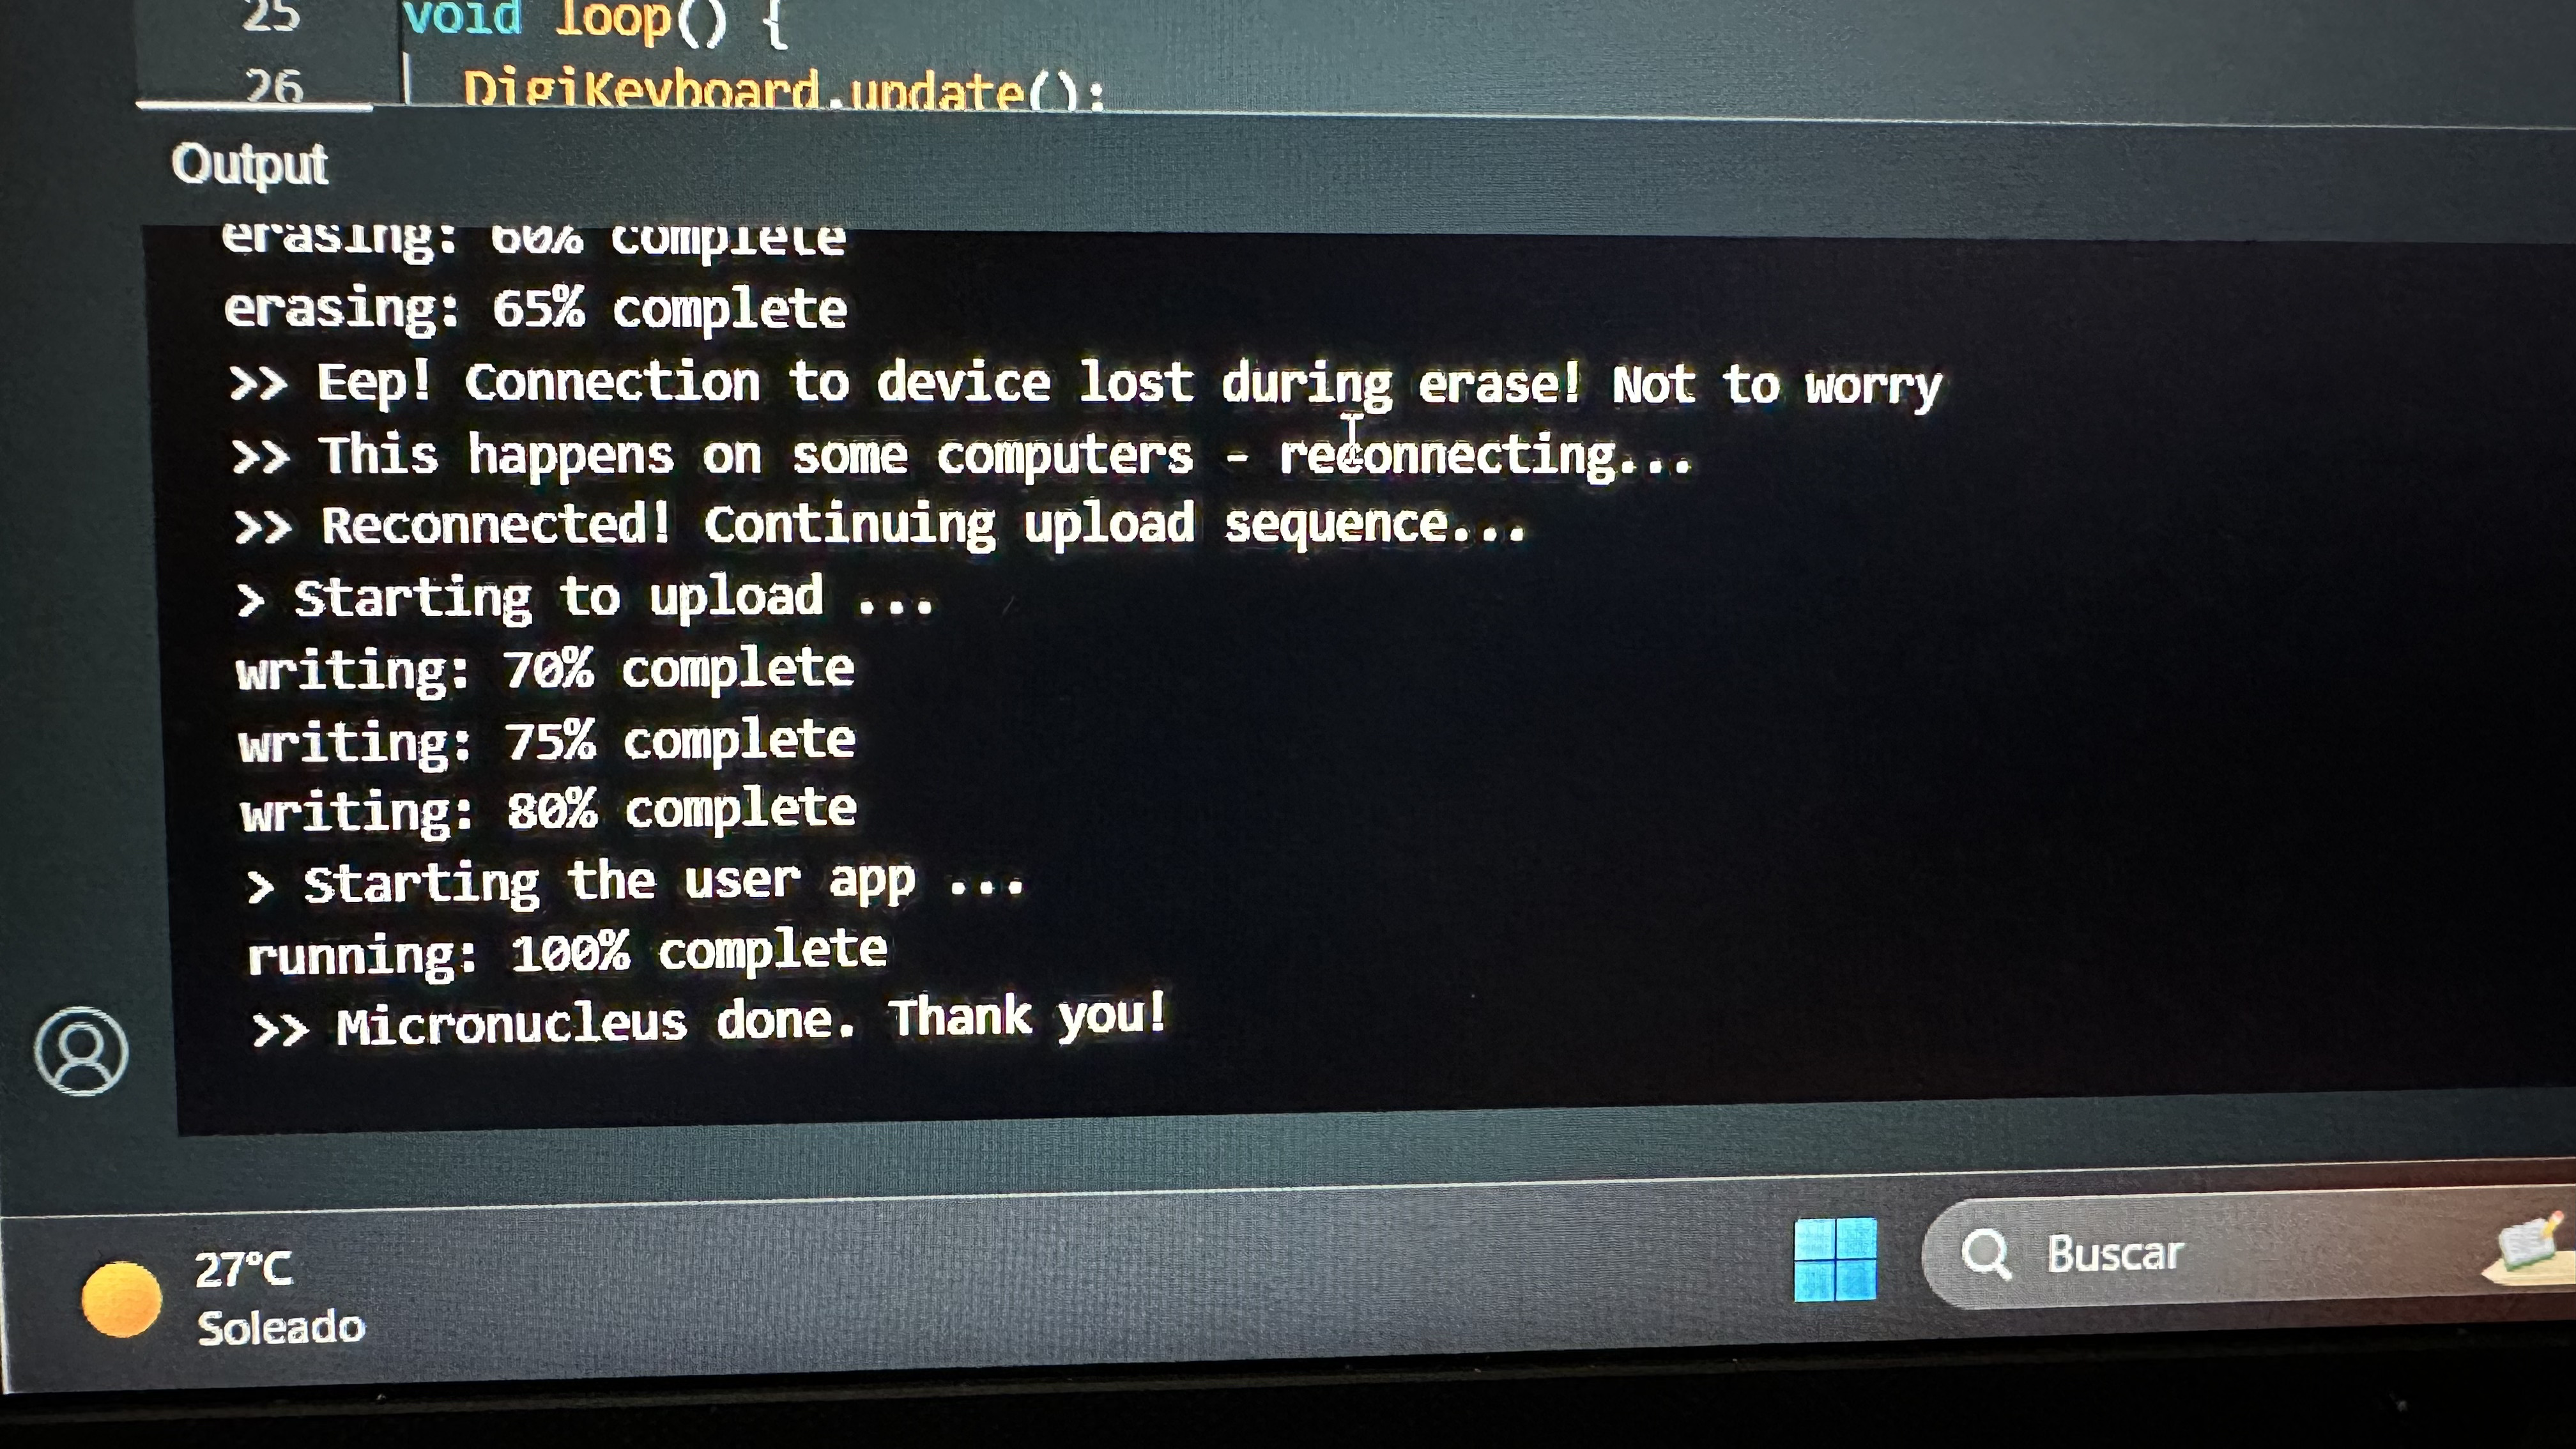 25 void loop() {
26 DigiKeyboard.update();
Output
erasing: 60% complete
erasing: 65% complete
>> Eep! Connection to device lost during erase! Not to worry
>> This happens on some computers - reconnecting...
>> Reconnected! Continuing upload sequence...
> Starting to upload ...
writing: 70% complete
writing: 75% complete
writing: 80% complete
> Starting the user app ...
running: 100% complete
>> Micronucleus done. Thank you!
27°C
Soleado
Buscar